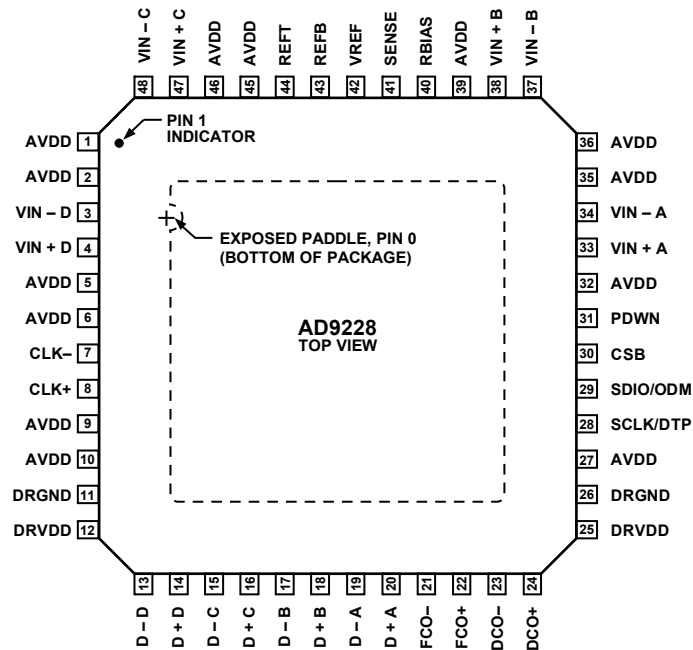 VIN – C
VIN + C
AVDD
AVDD
REFT
REFB
VREF
SENSE
RBIAS
AVDD
VIN + B
VIN – B
48
47
46
45
44
43
42
41
40
39
38
37
PIN 1
INDICATOR
AVDD 1
AVDD 2
VIN – D 3
VIN + D 4
AVDD 5
AVDD 6
CLK– 7
CLK+ 8
AVDD 9
AVDD 10
DRGND 11
DRVDD 12
EXPOSED PADDLE, PIN 0
(BOTTOM OF PACKAGE)
AD9228
TOP VIEW
36 AVDD
35 AVDD
34 VIN – A
33 VIN + A
32 AVDD
31 PDWN
30 CSB
29 SDIO/ODM
28 SCLK/DTP
27 AVDD
26 DRGND
25 DRVDD
13
14
15
16
17
18
19
20
21
22
23
24
D – D
D + D
D – C
D + C
D – B
D + B
D – A
D + A
FCO–
FCO+
DCO–
DCO+